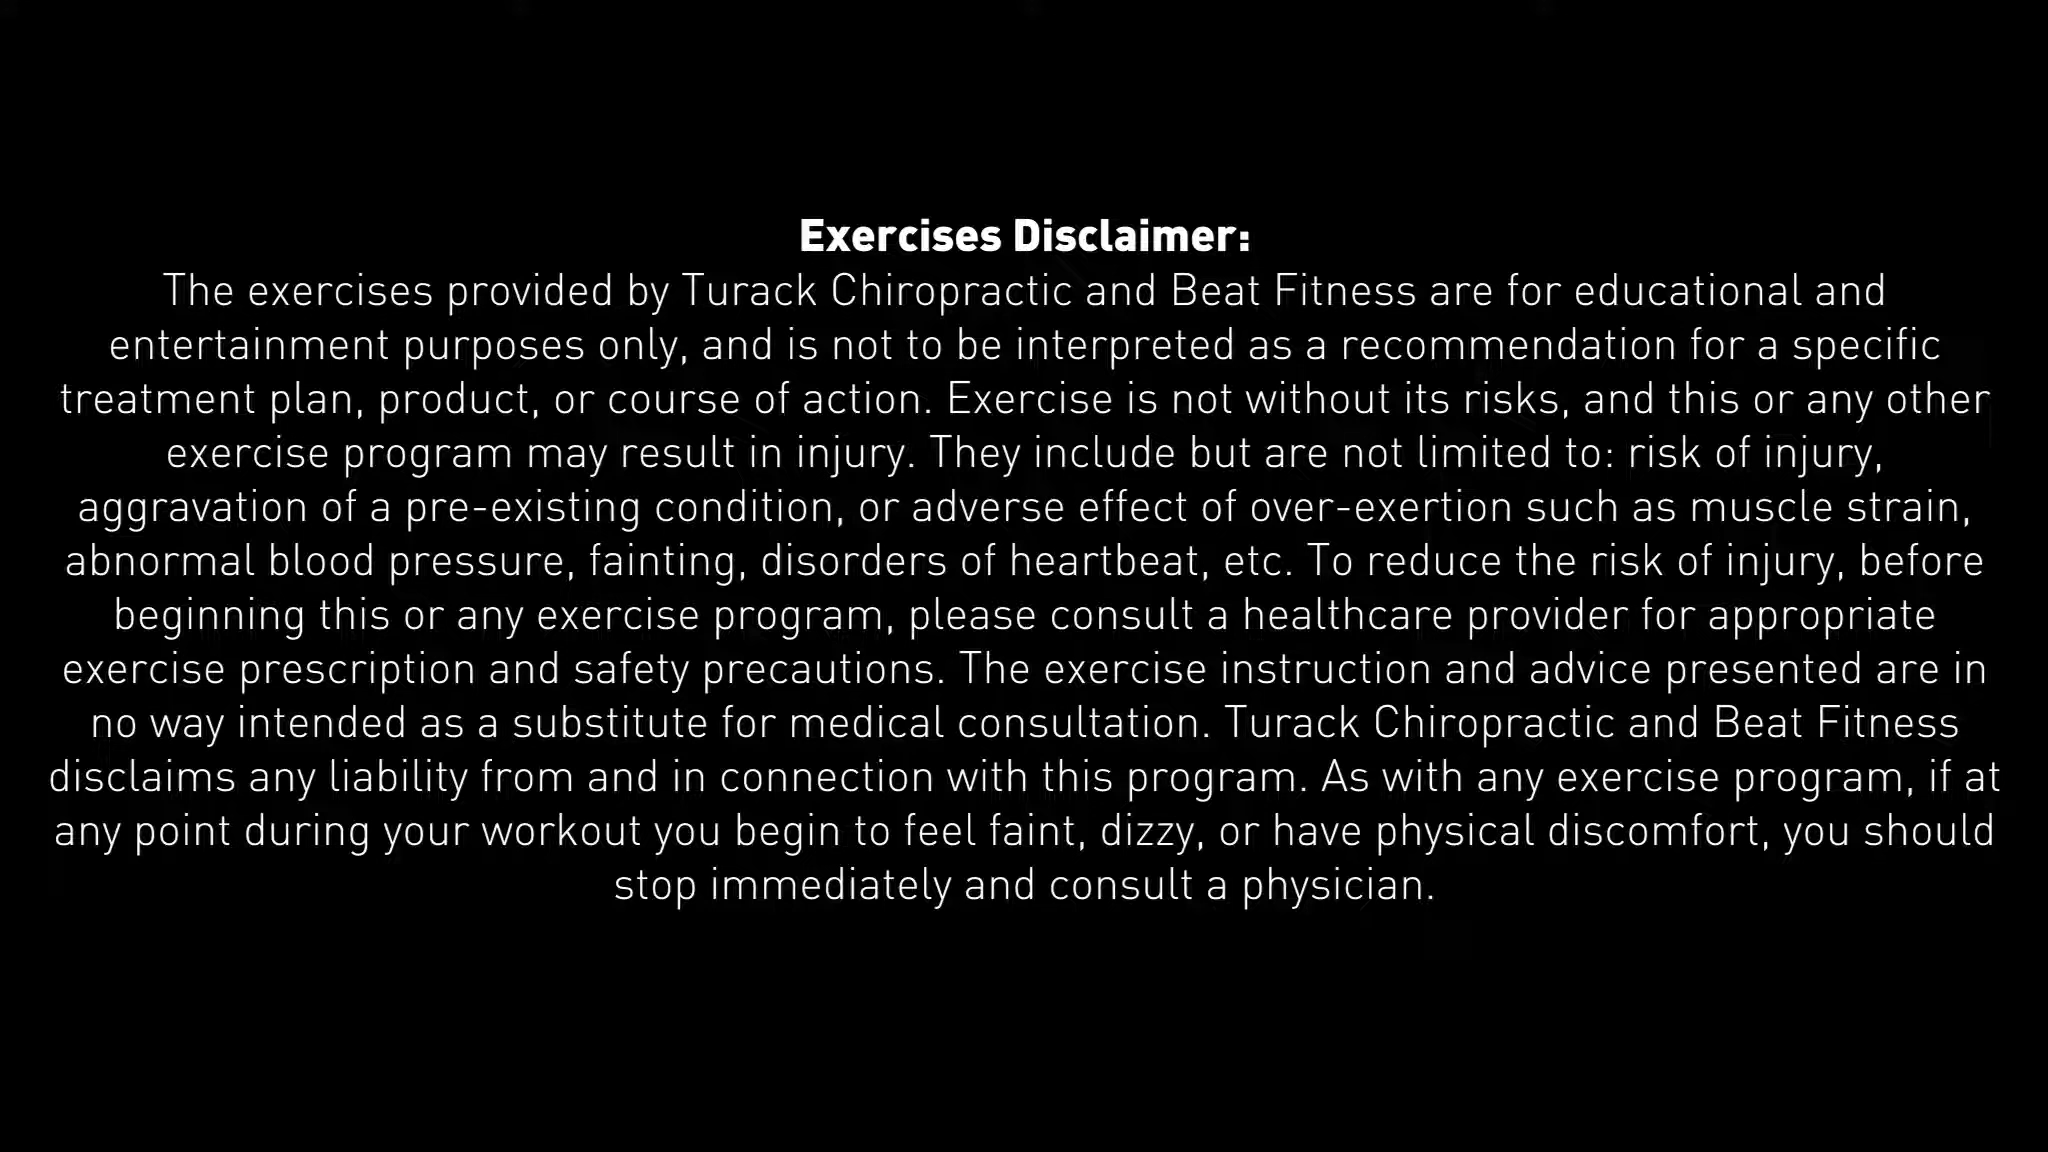 Exercises Disclaimer:
The exercises provided by Turack Chiropractic and Beat Fitness are for educational and
entertainment purposes only, and is not to be interpreted as a recommendation for a specific
treatment plan, product, or course of action. Exercise is not without its risks, and this or any other
exercise program may result in injury. They include but are not limited to: risk of injury,
aggravation of a pre-existing condition, or adverse effect of over-exertion such as muscle strain,
abnormal blood pressure, fainting, disorders of heartbeat, etc. To reduce the risk of injury, before
beginning this or any exercise program, please consult a healthcare provider for appropriate
exercise prescription and safety precautions. The exercise instruction and advice presented are in
no way intended as a substitute for medical consultation. Turack Chiropractic and Beat Fitness
disclaims any liability from and in connection with this program. As with any exercise program, if at
any point during your workout you begin to feel faint, dizzy, or have physical discomfort, you should
stop immediately and consult a physician.